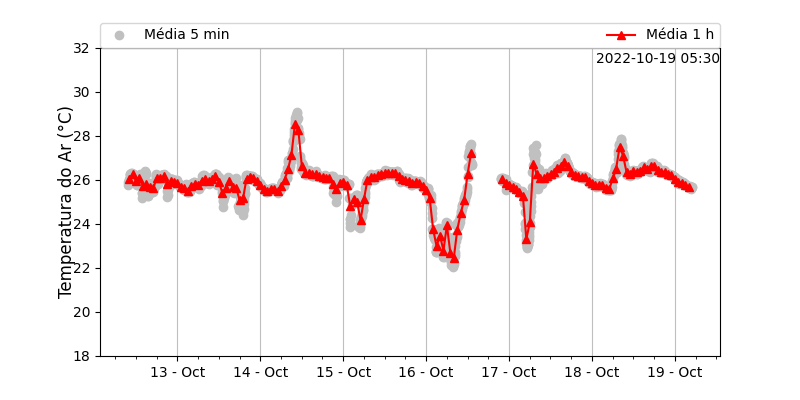 Média 5 min
Média 1 h
2022-10-19 05:30
Temperatura do Ar (°C)
32
30
28
26
24
22
20
18
13 - Oct
14 - Oct
15 - Oct
16 - Oct
17 - Oct
18 - Oct
19 - Oct